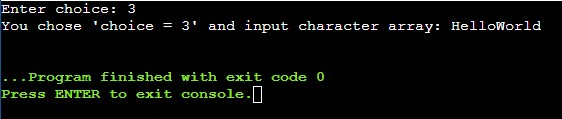 Enter choice: 3
You chose 'choice = 3' and input character array: HelloWorld
...Program finished with exit code 0
Press ENTER to exit console.